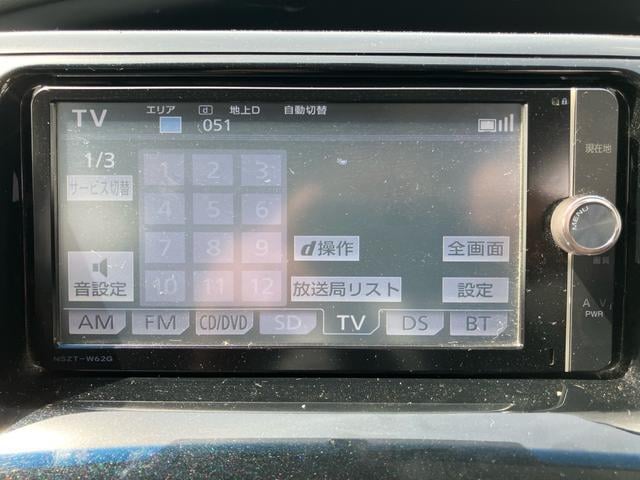 TV エリア d 地上D 自動切替
051
1/3
サービス切替
1 2 3
4 5 6
7 8 9
10 11 12
d操作
全画面
音設定
放送局リスト
設定
AM FM CD/DVD SD TV DS BT
NSZT-W62G
現在地
MENU
画質
AV
PWR